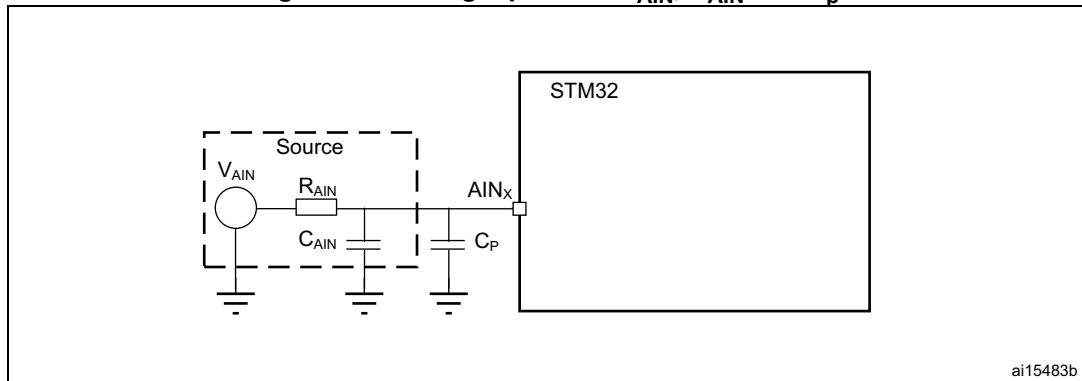 STM32
Source
VAIN
RAIN
AINX
CAIN
CP
ai15483b